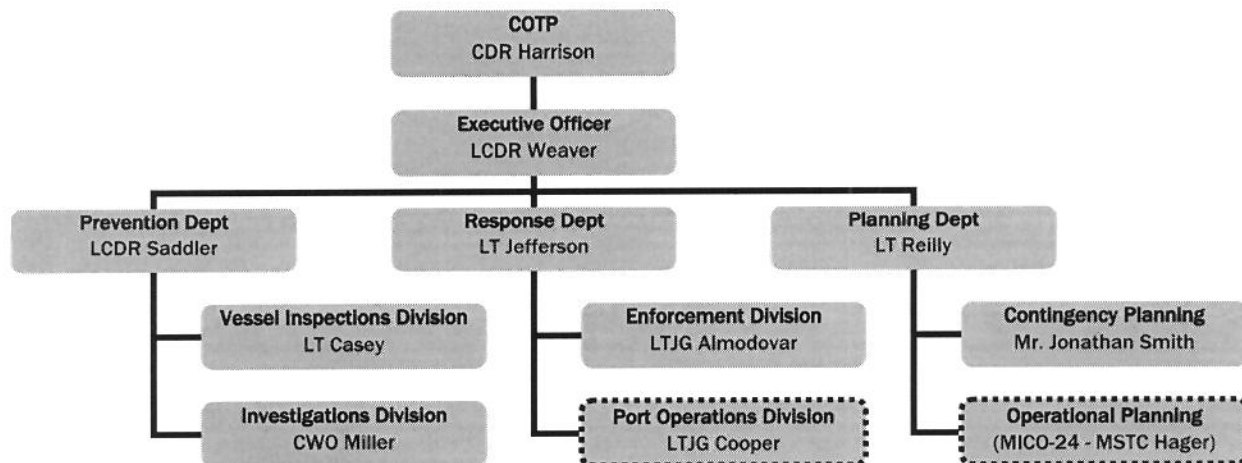 COTP
CDR Harrison
Executive Officer
LCDR Weaver
Prevention Dept
LCDR Saddler
Response Dept
LT Jefferson
Planning Dept
LT Reilly
Vessel Inspections Division
LT Casey
Enforcement Division
LTJG Almodovar
Contingency Planning
Mr. Jonathan Smith
Investigations Division
CWO Miller
Port Operations Division
LTJG Cooper
Operational Planning
(MICO-24 - MSTC Hager)